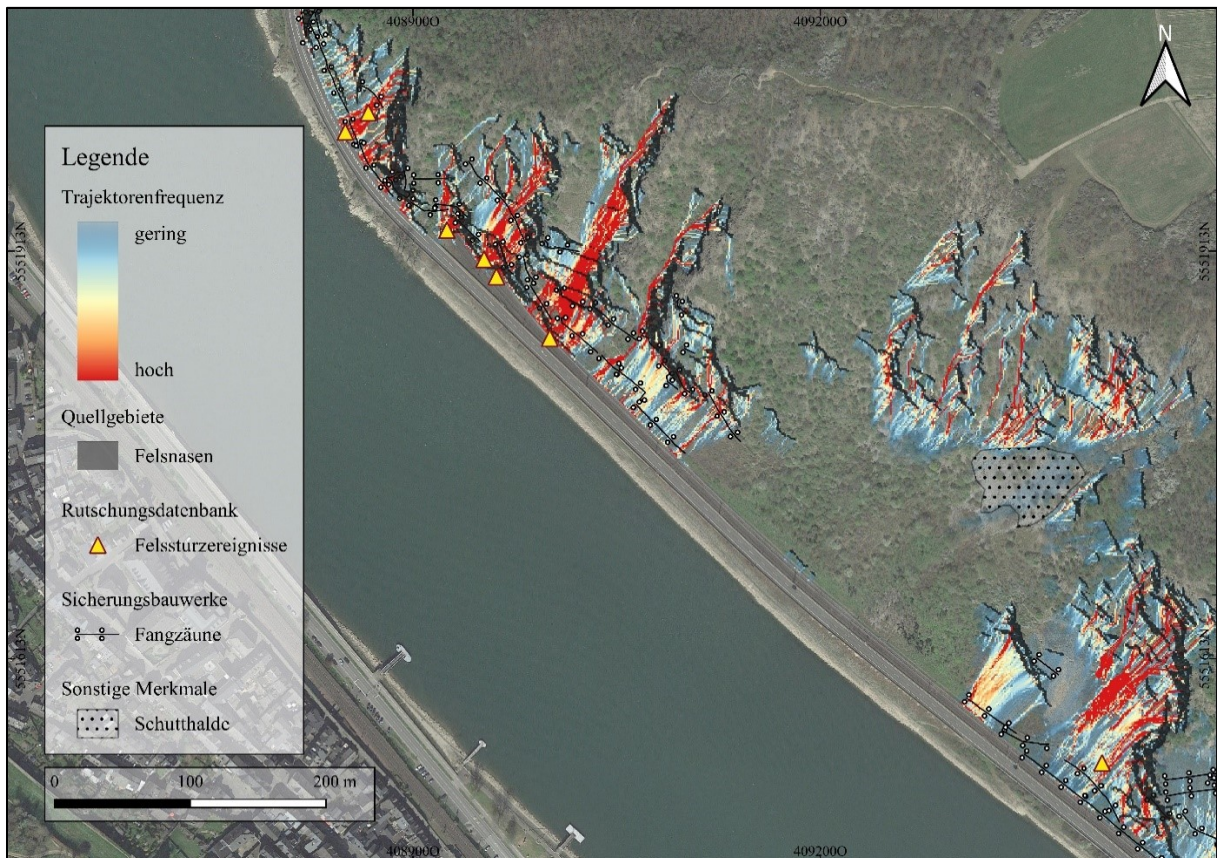 408900O
409200O
N
5551913N
5551913N
Legende
Trajektorenfrequenz
gering
hoch
Quellgebiete
Felsnasen
Rutschungsdatenbank
Felssturzereignisse
Sicherungsbauwerke
Fangzäune
Sonstige Merkmale
Schutthalde
5551613N
5551613N
0
100
200 m
408900O
409200O